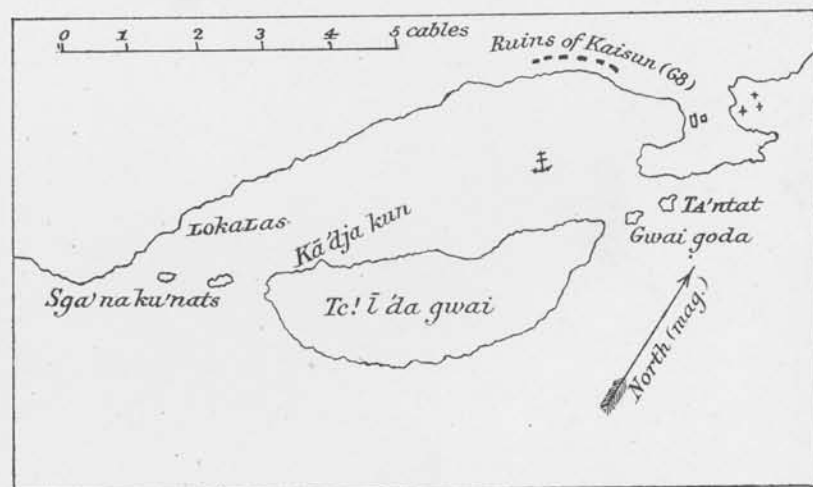 0 1 2 3 4 5 cables
Ruins of Kaisun (68)
LokaLas
Kā'dja kun
Sga'na ku'nats
Tc!ī'da gwai
TA'ntat
Gwai goda
North (mag.)